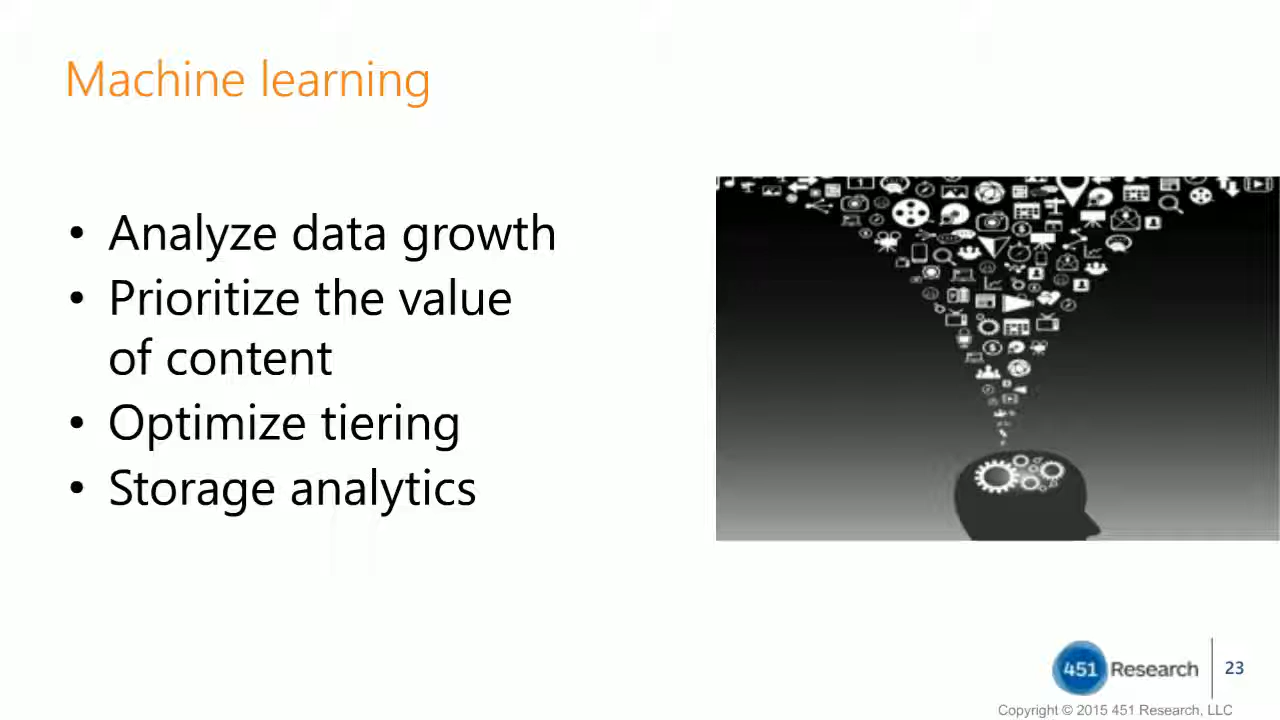 Machine learning
• Analyze data growth
• Prioritize the value
of content
• Optimize tiering
• Storage analytics
451 Research
23
Copyright © 2015 451 Research, LLC